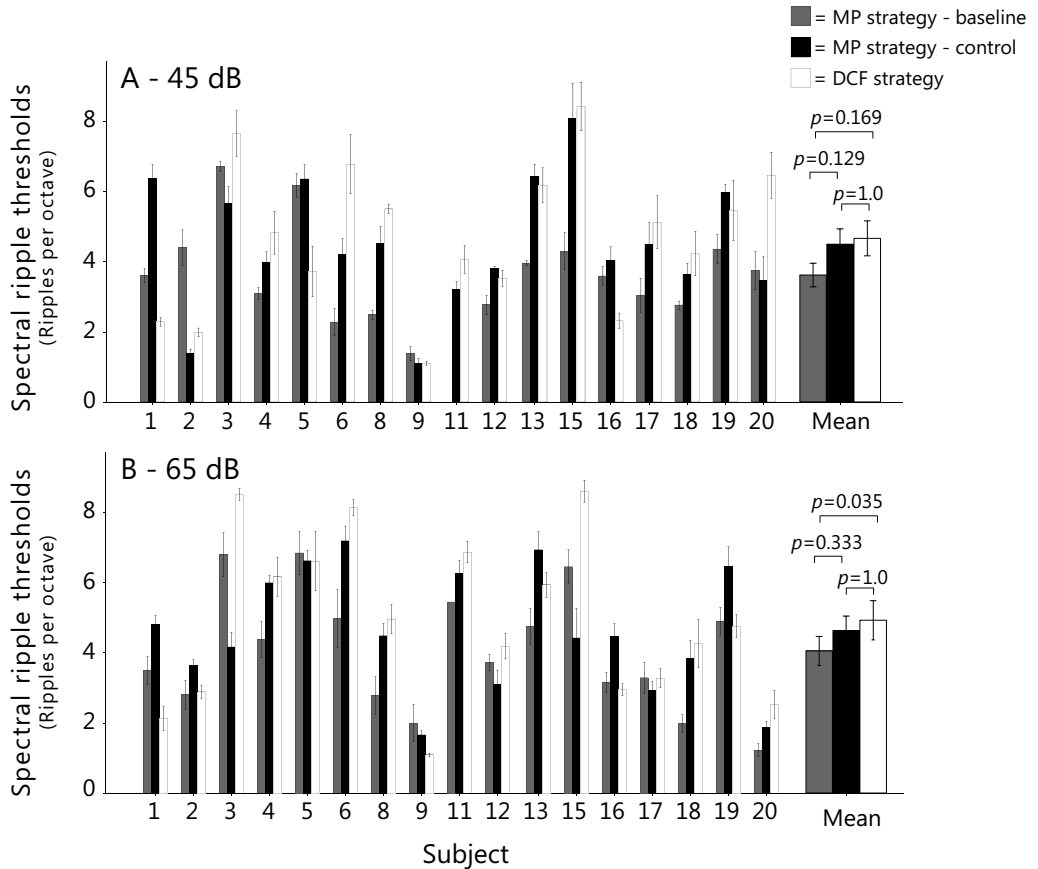 = MP strategy - baseline
= MP strategy - control
= DCF strategy
A - 45 dB
Spectral ripple thresholds
(Ripples per octave)
8
6
4
2
0
p=0.169
p=0.129
p=1.0
1 2 3 4 5 6 8 9 11 12 13 15 16 17 18 19 20 Mean
B - 65 dB
Spectral ripple thresholds
(Ripples per octave)
8
6
4
2
0
p=0.035
p=0.333
p=1.0
1 2 3 4 5 6 8 9 11 12 13 15 16 17 18 19 20 Mean
Subject